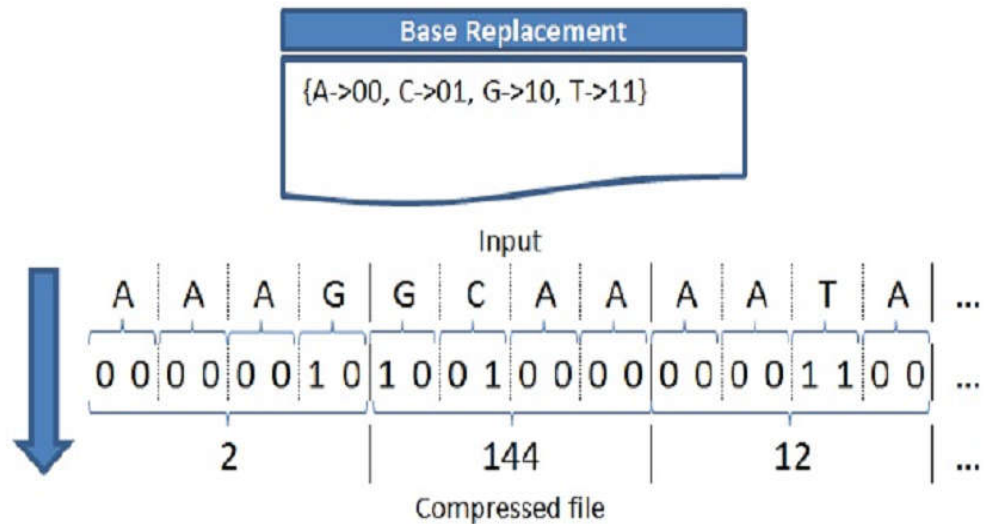 Base Replacement
{A->00, C->01, G->10, T->11}
Input
A A A G G C A A A A T A ...
0 0 0 0 0 0 1 0 1 0 0 1 0 0 0 0 0 0 0 0 1 1 0 0 ...
2 144 12 ...
Compressed file